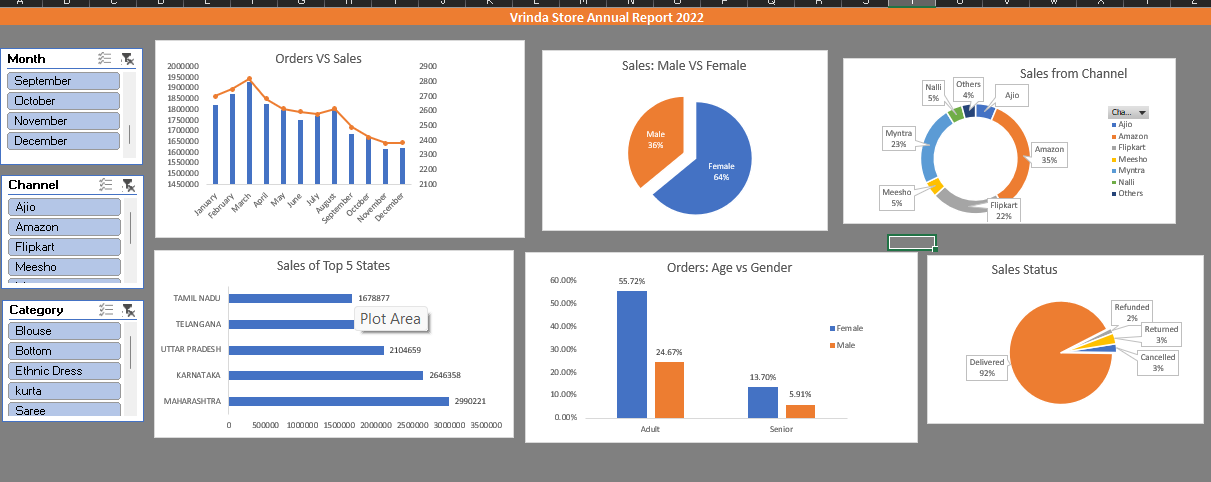 Vrinda Store Annual Report 2022
Month
September
October
November
December
Channel
Ajio
Amazon
Flipkart
Meesho
Category
Blouse
Bottom
Ethnic Dress
kurta
Saree
Orders VS Sales
2000000
1950000
1900000
1850000
1800000
1750000
1700000
1650000
1600000
1550000
1500000
1450000
2900
2800
2700
2600
2500
2400
2300
2200
2100
January
February
March
April
May
June
July
August
September
October
November
December
Sales: Male VS Female
Male
36%
Female
64%
Sales from Channel
Nalli
5%
Others
4%
Ajio
Myntra
23%
Amazon
35%
Meesho
5%
Flipkart
22%
Cha...
Ajio
Amazon
Flipkart
Meesho
Myntra
Nalli
Others
Sales of Top 5 States
TAMIL NADU
1678877
TELANGANA
Plot Area
UTTAR PRADESH
2104659
KARNATAKA
2646358
MAHARASHTRA
2990221
0 500000 1000000 1500000 2000000 2500000 3000000 3500000
Orders: Age vs Gender
60.00%
50.00%
40.00%
30.00%
20.00%
10.00%
0.00%
55.72%
24.67%
13.70%
5.91%
Adult
Senior
Female
Male
Sales Status
Refunded
2%
Returned
3%
Cancelled
3%
Delivered
92%